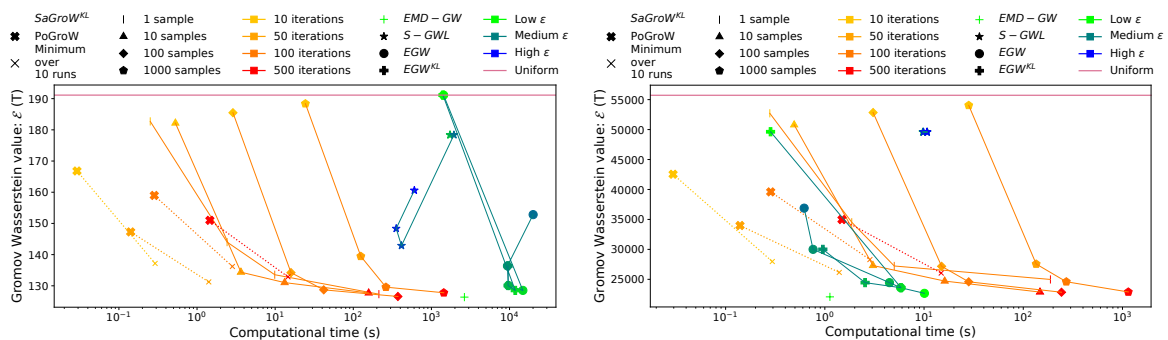 SaGroW^KL 1 sample 10 iterations EMD − GW Low ε
PoGroW 10 samples 50 iterations S − GWL Medium ε
Minimum over 10 runs 100 samples 100 iterations EGW High ε
1000 samples 500 iterations EGW^KL Uniform
Gromov Wasserstein value: ℰ (T)
190
180
170
160
150
140
130
10^−1 10^0 10^1 10^2 10^3 10^4
Computational time (s)
SaGroW^KL 1 sample 10 iterations EMD − GW Low ε
PoGroW 10 samples 50 iterations S − GWL Medium ε
Minimum over 10 runs 100 samples 100 iterations EGW High ε
1000 samples 500 iterations EGW^KL Uniform
Gromov Wasserstein value: ℰ (T)
55000
50000
45000
40000
35000
30000
25000
10^−1 10^0 10^1 10^2 10^3
Computational time (s)